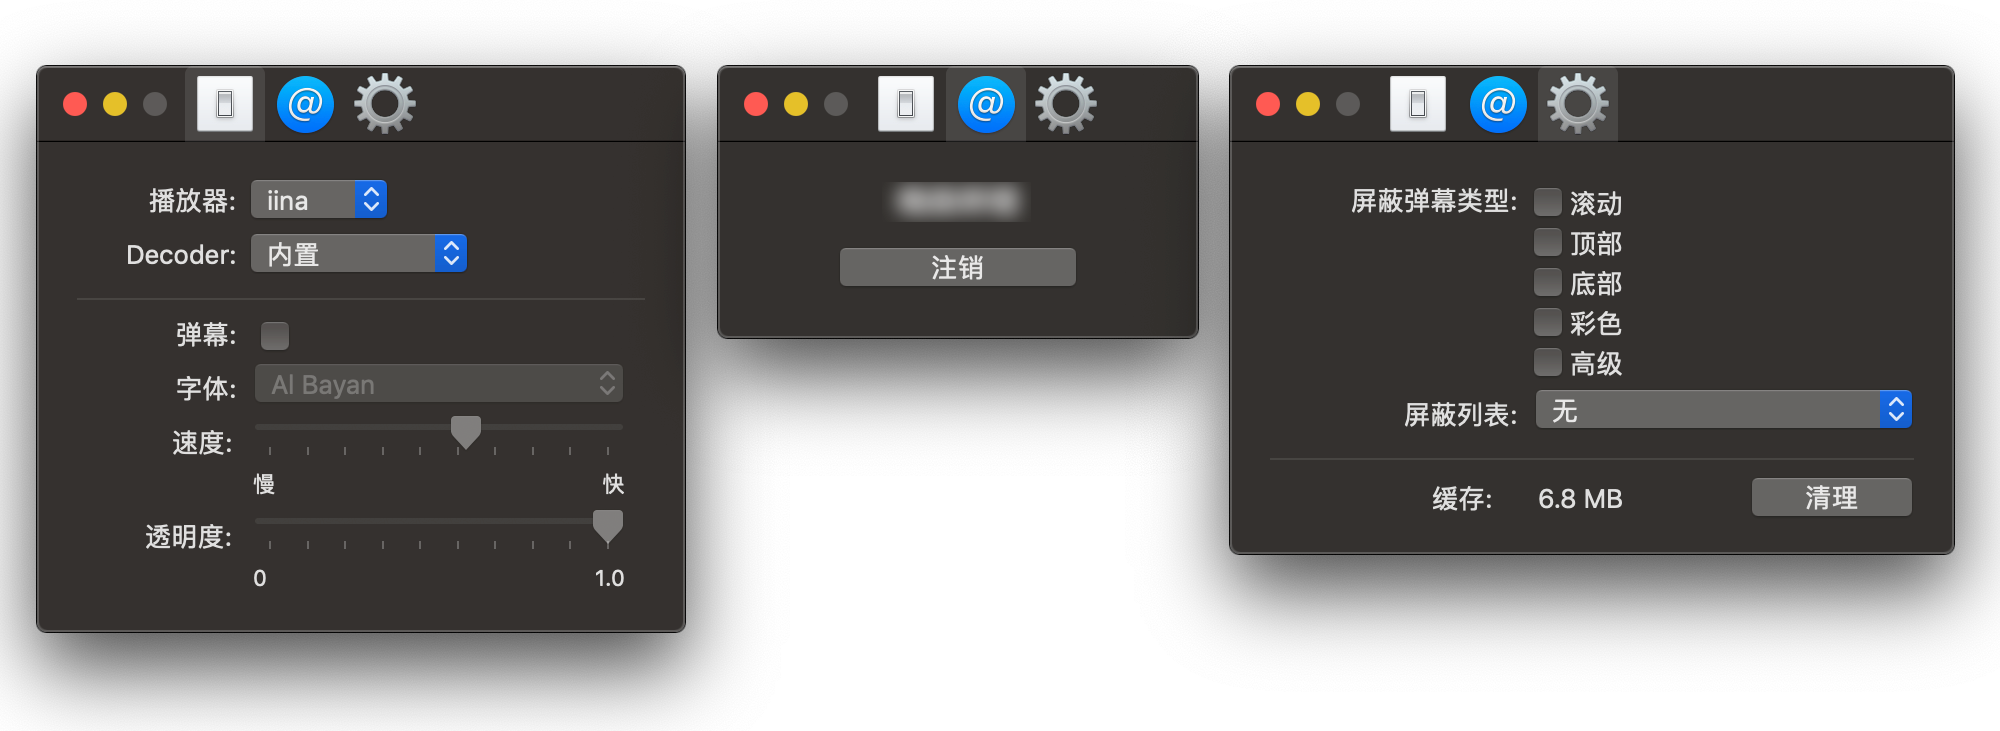 播放器: iina
Decoder: 内置
弹幕:
字体: Al Bayan
速度:
慢 快
透明度:
0 1.0
注销
屏蔽弹幕类型: 滚动
顶部
底部
彩色
高级
屏蔽列表: 无
缓存: 6.8 MB 清理